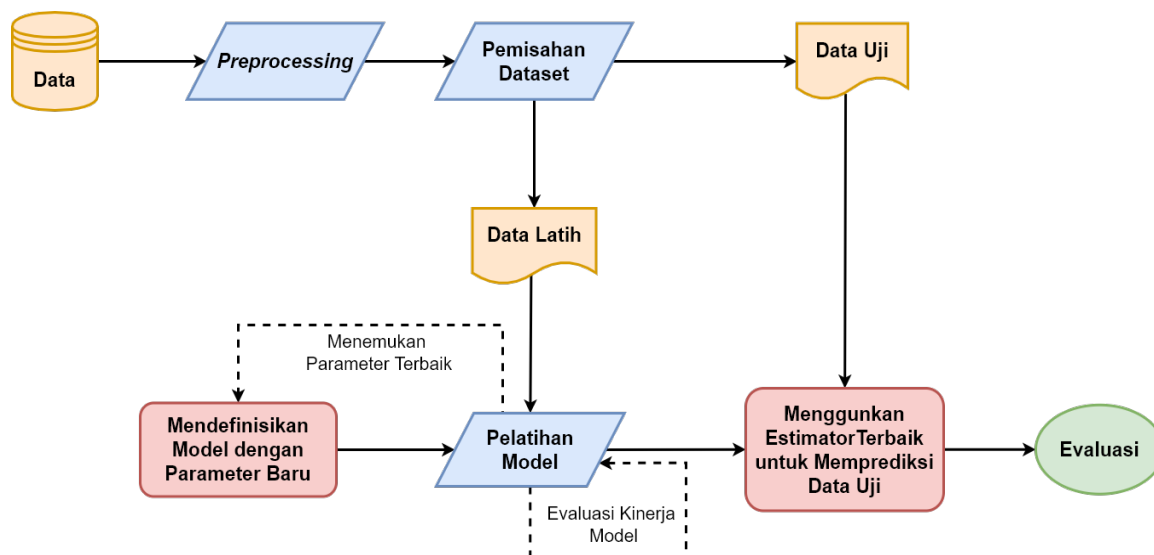 Data
Preprocessing
Pemisahan
Dataset
Data Uji
Data Latih
Menemukan
Parameter Terbaik
Mendefinisikan
Model dengan
Parameter Baru
Pelatihan
Model
Menggunkan
EstimatorTerbaik
untuk Memprediksi
Data Uji
Evaluasi
Evaluasi Kinerja
Model